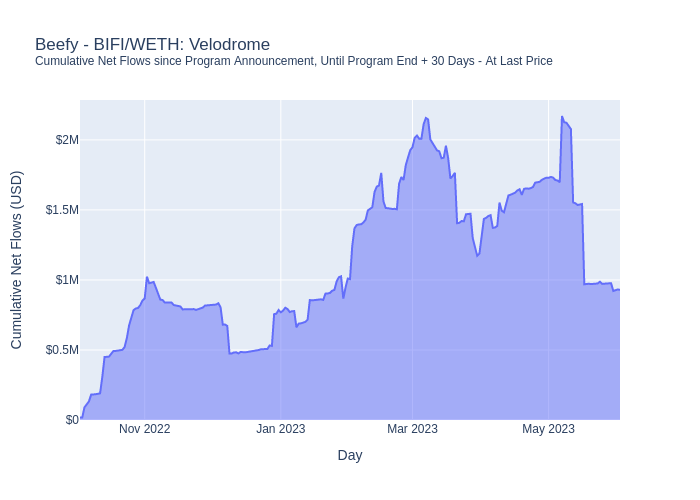 Beefy - BIFI/WETH: Velodrome
Cumulative Net Flows since Program Announcement, Until Program End + 30 Days - At Last Price
Cumulative Net Flows (USD)
$2M
$1.5M
$1M
$0.5M
$0
Nov 2022
Jan 2023
Mar 2023
May 2023
Day